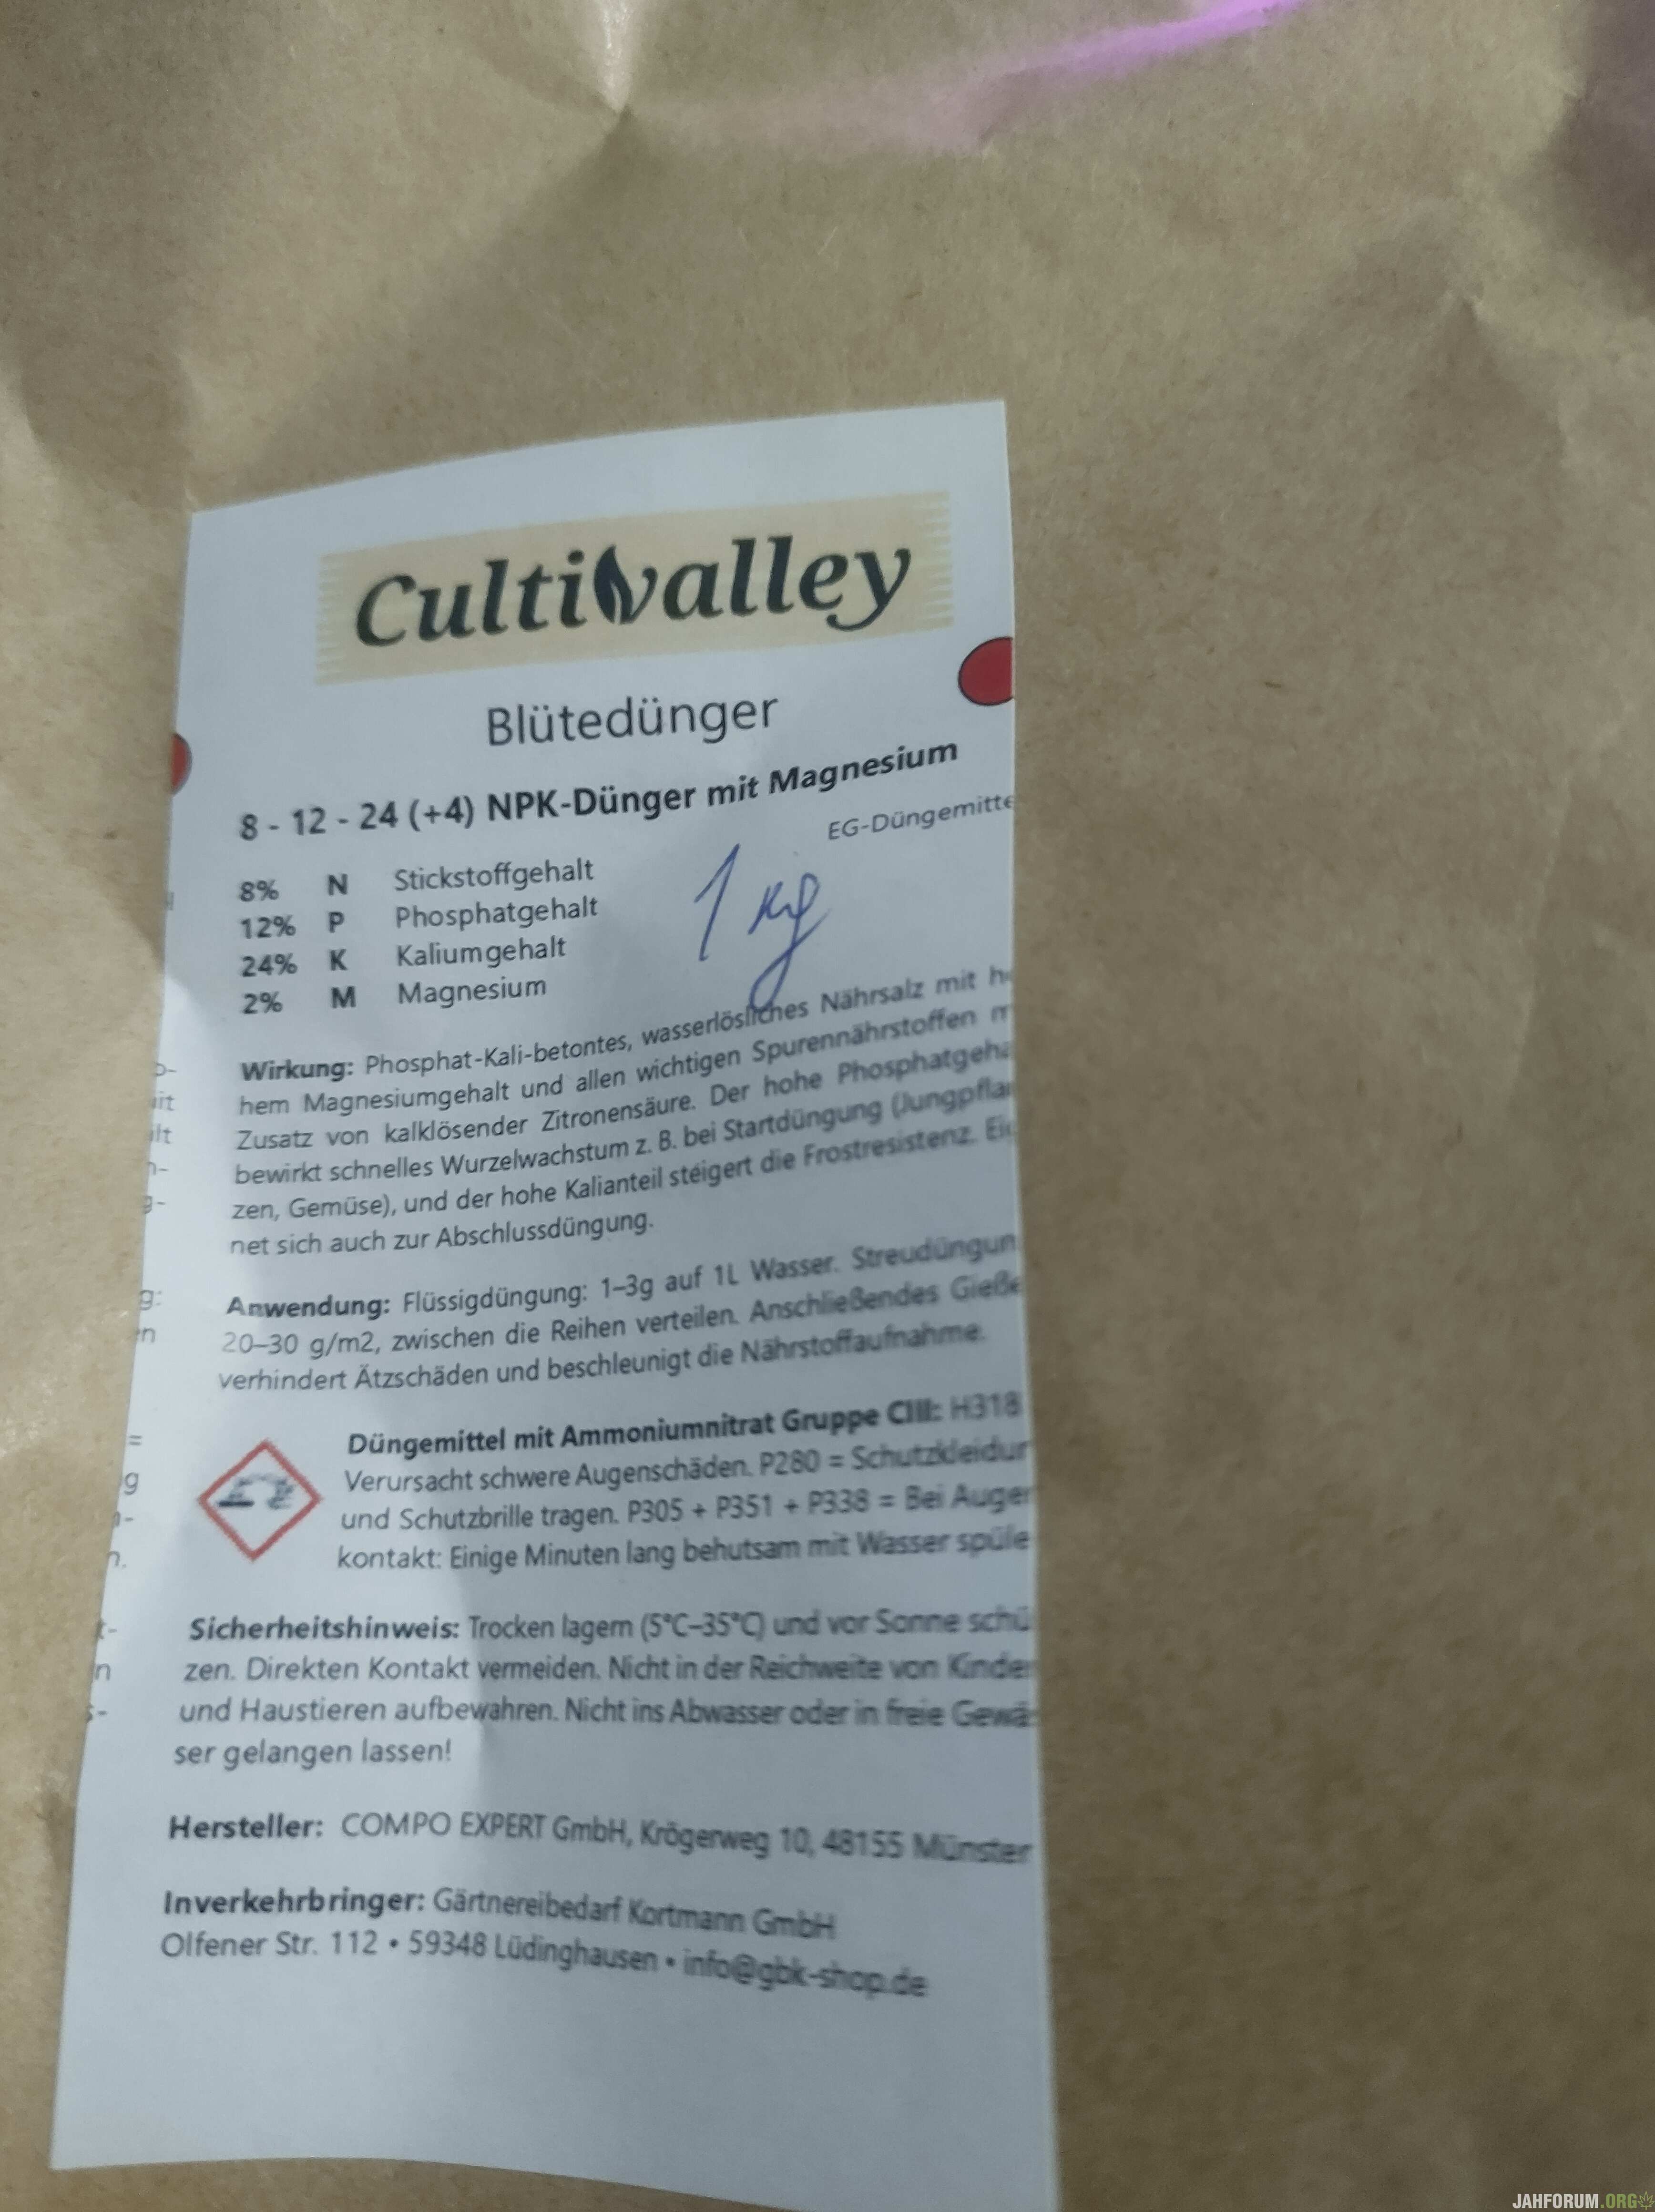 Cultivalley
Blütedünger
8 - 12 - 24 (+4) NPK-Dünger mit Magnesium
EG-Düngemitte
8% N Stickstoffgehalt
12% P Phosphatgehalt
24% K Kaliumgehalt
2% M Magnesium
1 kg
Wirkung: Phosphat-Kali-betontes, wasserlösliches Nährsalz mit h
hem Magnesiumgehalt und allen wichtigen Spurennährstoffen m
Zusatz von kalklösender Zitronensäure. Der hohe Phosphatgeha
bewirkt schnelles Wurzelwachstum z. B. bei Startdüngung (Jungpflan
zen, Gemüse), und der hohe Kalianteil steigert die Frostresistenz. Eig
net sich auch zur Abschlussdüngung.
Anwendung: Flüssigdüngung: 1–3g auf 1L Wasser. Streudüngun
20–30 g/m2, zwischen die Reihen verteilen. Anschließendes Gieße
verhindert Ätzschäden und beschleunigt die Nährstoffaufnahme.
Düngemittel mit Ammoniumnitrat Gruppe CIII: H318
Verursacht schwere Augenschäden. P280 = Schutzkleidun
und Schutzbrille tragen. P305 + P351 + P338 = Bei Augen
kontakt: Einige Minuten lang behutsam mit Wasser spüle
Sicherheitshinweis: Trocken lagern (5°C–35°C) und vor Sonne schü
zen. Direkten Kontakt vermeiden. Nicht in der Reichweite von Kinder
und Haustieren aufbewahren. Nicht ins Abwasser oder in freie Gewäs
ser gelangen lassen!
Hersteller: COMPO EXPERT GmbH, Krögerweg 10, 48155 Münster
Inverkehrbringer: Gärtnereibedarf Kortmann GmbH
Olfener Str. 112 • 59348 Lüdinghausen • info@gbk-shop.de
JAHFORUM.ORG